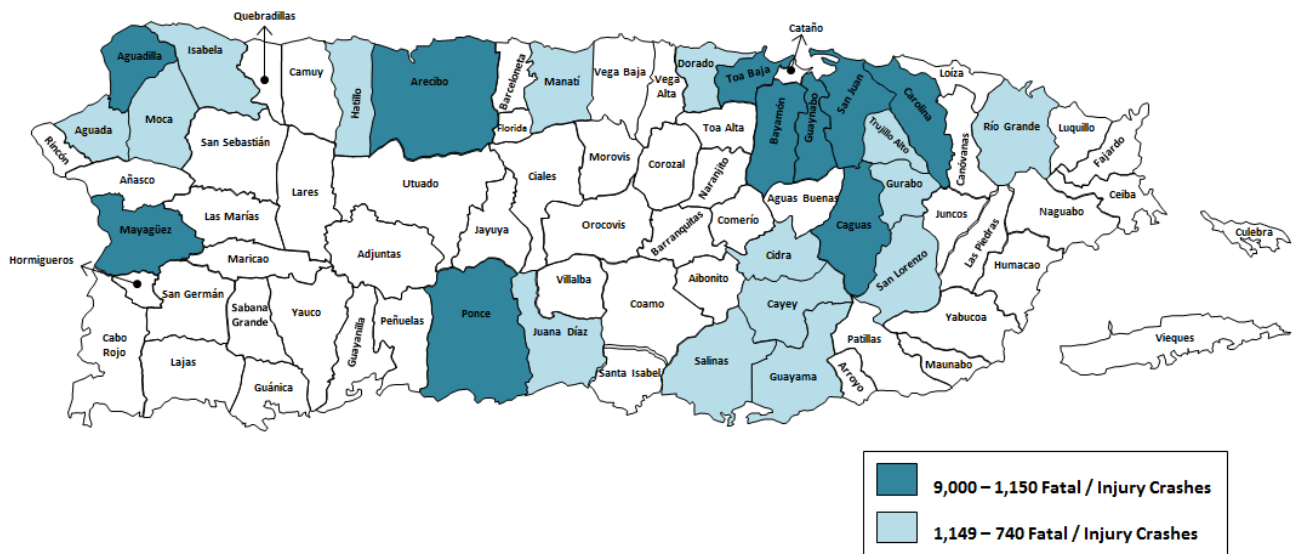 Quebradillas
Cataño
Isabela
Aguadilla
Camuy
Hatillo
Arecibo
Barceloneta
Manatí
Vega Baja
Vega
Alta
Dorado
Toa Baja
San Juan
Carolina
Loíza
Aguada
Moca
Rincón
San Sebastián
Florida
Toa Alta
Bayamón
Guaynabo
Trujillo Alto
Canóvanas
Río Grande
Luquillo
Fajardo
Añasco
Lares
Utuado
Ciales
Morovis
Corozal
Naranjito
Aguas Buenas
Gurabo
Ceiba
Mayagüez
Las Marías
Maricao
Adjuntas
Jayuya
Orocovis
Barranquitas
Comerío
Caguas
Juncos
Las Piedras
Naguabo
Culebra
Hormigueros
Cidra
San Lorenzo
Humacao
San Germán
Sabana
Grande
Yauco
Guayanilla
Peñuelas
Ponce
Villalba
Coamo
Aibonito
Cayey
Yabucoa
Cabo
Rojo
Lajas
Guánica
Juana Díaz
Santa Isabel
Salinas
Guayama
Patillas
Arroyo
Maunabo
Vieques
9,000 – 1,150 Fatal / Injury Crashes
1,149 – 740 Fatal / Injury Crashes